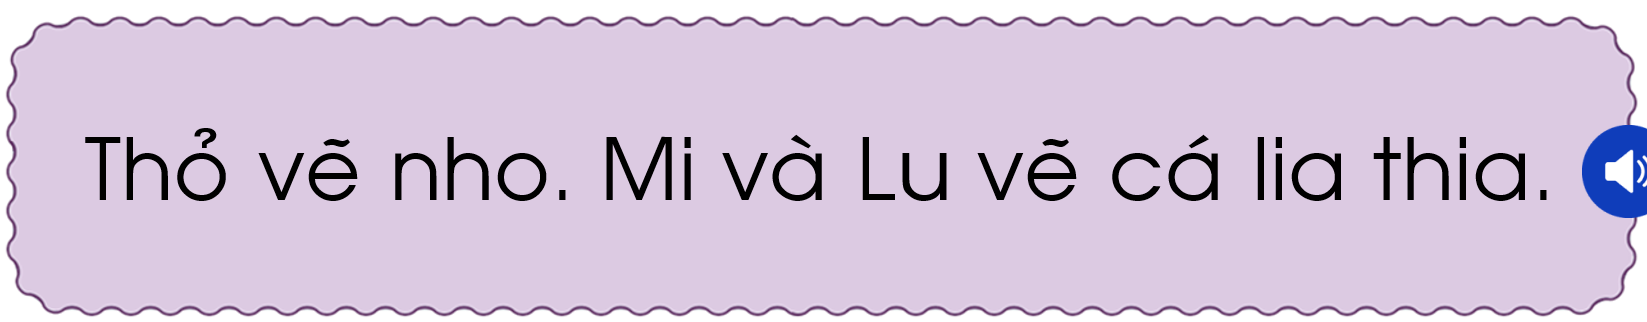 Thỏ vẽ nho. Mi và Lu vẽ cá lia thia.